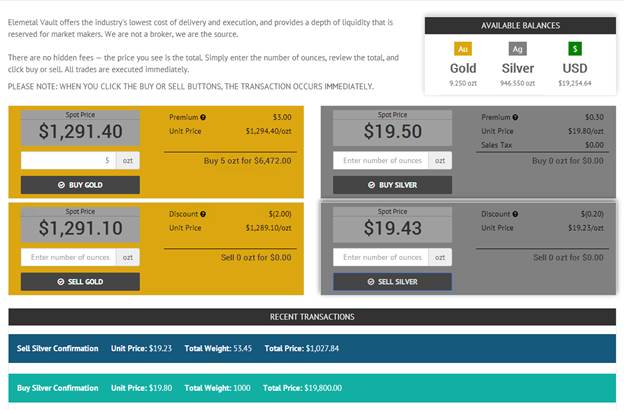 Elemetal Vault offers the industry's lowest cost of delivery and execution, and provides a depth of liquidity that is
reserved for market makers. We are not a broker, we are the source.
There are no hidden fees — the price you see is the total. Simply enter the number of ounces, review the total, and
click buy or sell. All trades are executed immediately.
PLEASE NOTE: WHEN YOU CLICK THE BUY OR SELL BUTTONS, THE TRANSACTION OCCURS IMMEDIATELY.
AVAILABLE BALANCES
Au Ag $
Gold Silver USD
9.250 ozt 946.550 ozt $19,254.64
Spot Price
$1,291.40
5 ozt
BUY GOLD
Premium $3.00
Unit Price $1,294.40/ozt
Buy 5 ozt for $6,472.00
Spot Price
$19.50
Enter number of ounces ozt
BUY SILVER
Premium $0.30
Unit Price $19.80/ozt
Sales Tax $0.00
Buy 0 ozt for $0.00
Spot Price
$1,291.10
Enter number of ounces ozt
SELL GOLD
Discount $(2.00)
Unit Price $1,289.10/ozt
Sell 0 ozt for $0.00
Spot Price
$19.43
Enter number of ounces ozt
SELL SILVER
Discount $(0.20)
Unit Price $19.23/ozt
Sell 0 ozt for $0.00
RECENT TRANSACTIONS
Sell Silver Confirmation Unit Price: $19.23 Total Weight: 53.45 Total Price: $1,027.84
Buy Silver Confirmation Unit Price: $19.80 Total Weight: 1000 Total Price: $19,800.00